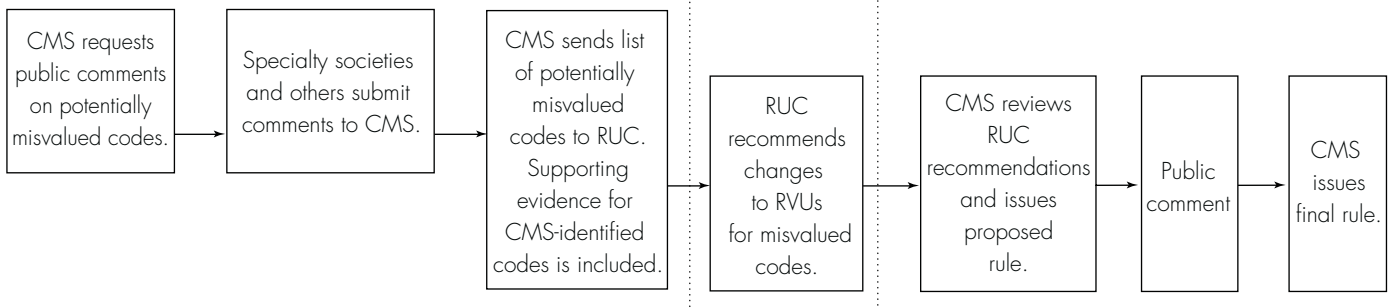 CMS requests
public comments
on potentially
misvalued codes.
Specialty societies
and others submit
comments to CMS.
CMS sends list
of potentially
misvalued
codes to RUC.
Supporting
evidence for
CMS-identified
codes is included.
RUC
recommends
changes
to RVUs
for misvalued
codes.
CMS reviews
RUC
recommendations
and issues
proposed
rule.
Public
comment
CMS
issues
final rule.